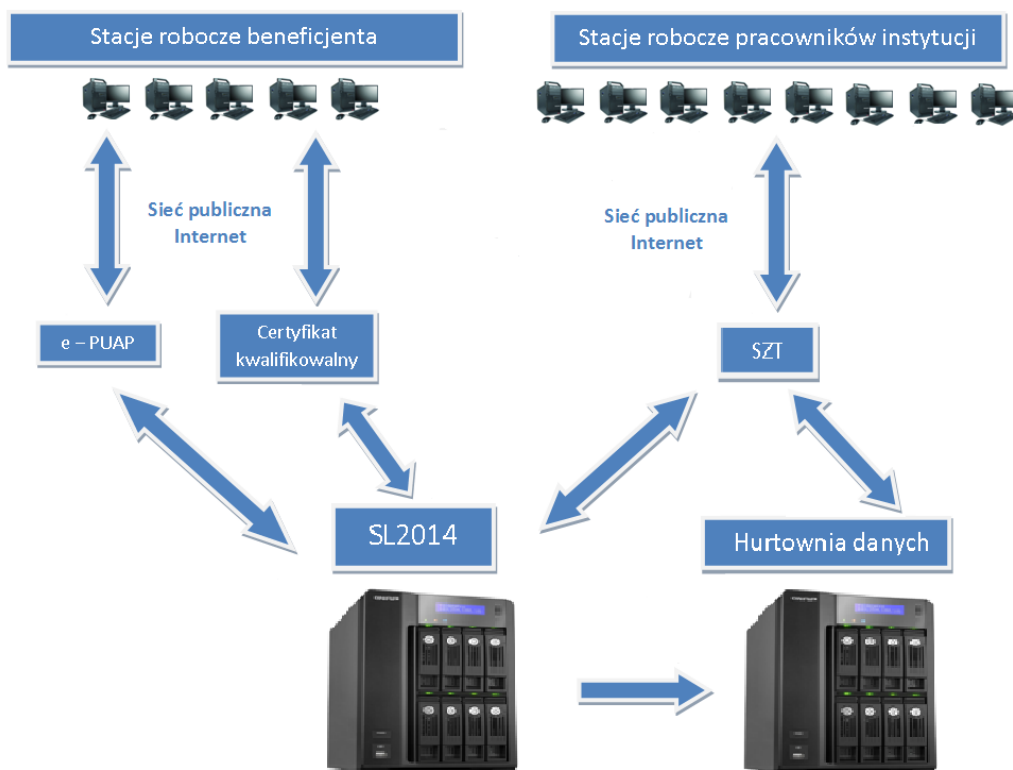 Stacje robocze beneficjenta
Stacje robocze pracowników instytucji
Sieć publiczna
Internet
Sieć publiczna
Internet
e – PUAP
Certyfikat
kwalifikowalny
SZT
SL2014
Hurtownia danych